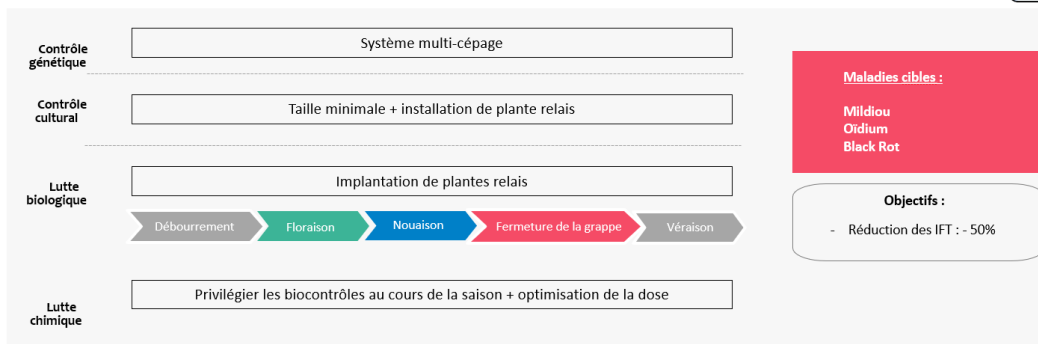 Contrôle
génétique
Système multi-cépage
Contrôle
cultural
Taille minimale + installation de plante relais
Lutte
biologique
Implantation de plantes relais
Débourrement
Floraison
Nouaison
Fermeture de la grappe
Véraison
Lutte
chimique
Privilégier les biocontrôles au cours de la saison + optimisation de la dose
Maladies cibles :
Mildiou
Oïdium
Black Rot
Objectifs :
- Réduction des IFT : - 50%